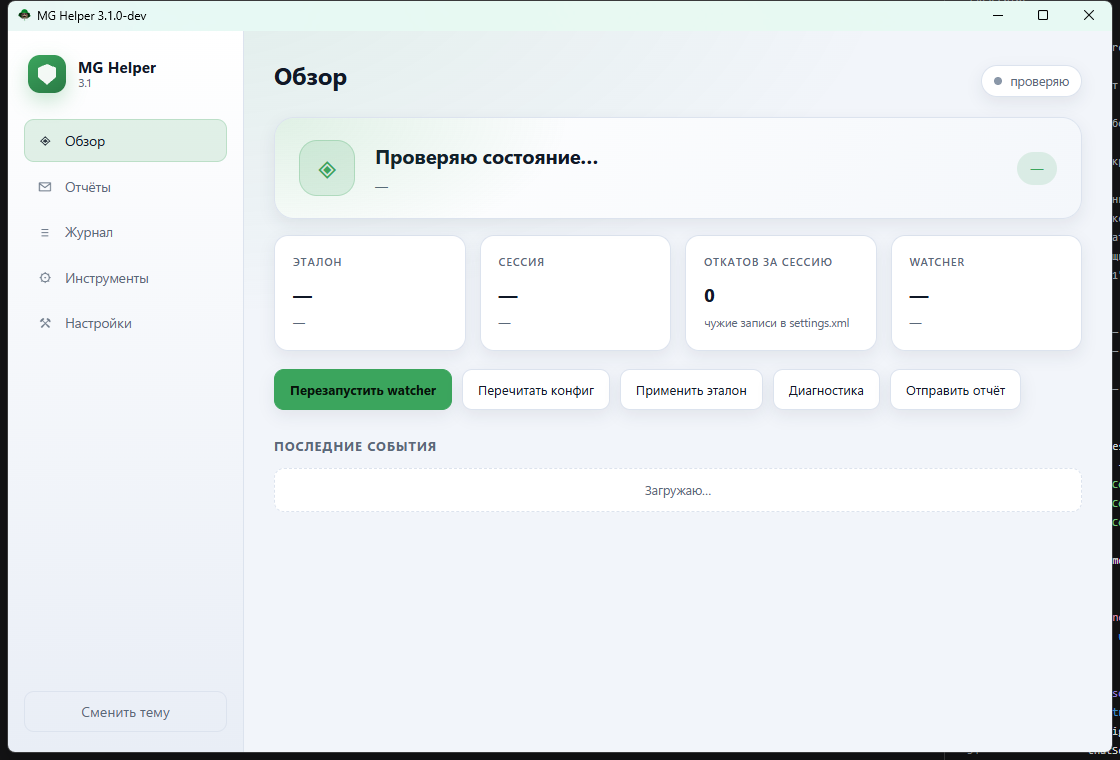 MG Helper 3.1.0-dev
MG Helper
3.1
Обзор
Отчёты
Журнал
Инструменты
Настройки
Сменить тему
Обзор
проверяю
Проверяю состояние...
—
—
ЭТАЛОН
—
—
СЕССИЯ
—
—
ОТКАТОВ ЗА СЕССИЮ
0
чужие записи в settings.xml
WATCHER
—
—
Перезапустить watcher
Перечитать конфиг
Применить эталон
Диагностика
Отправить отчёт
ПОСЛЕДНИЕ СОБЫТИЯ
Загружаю...